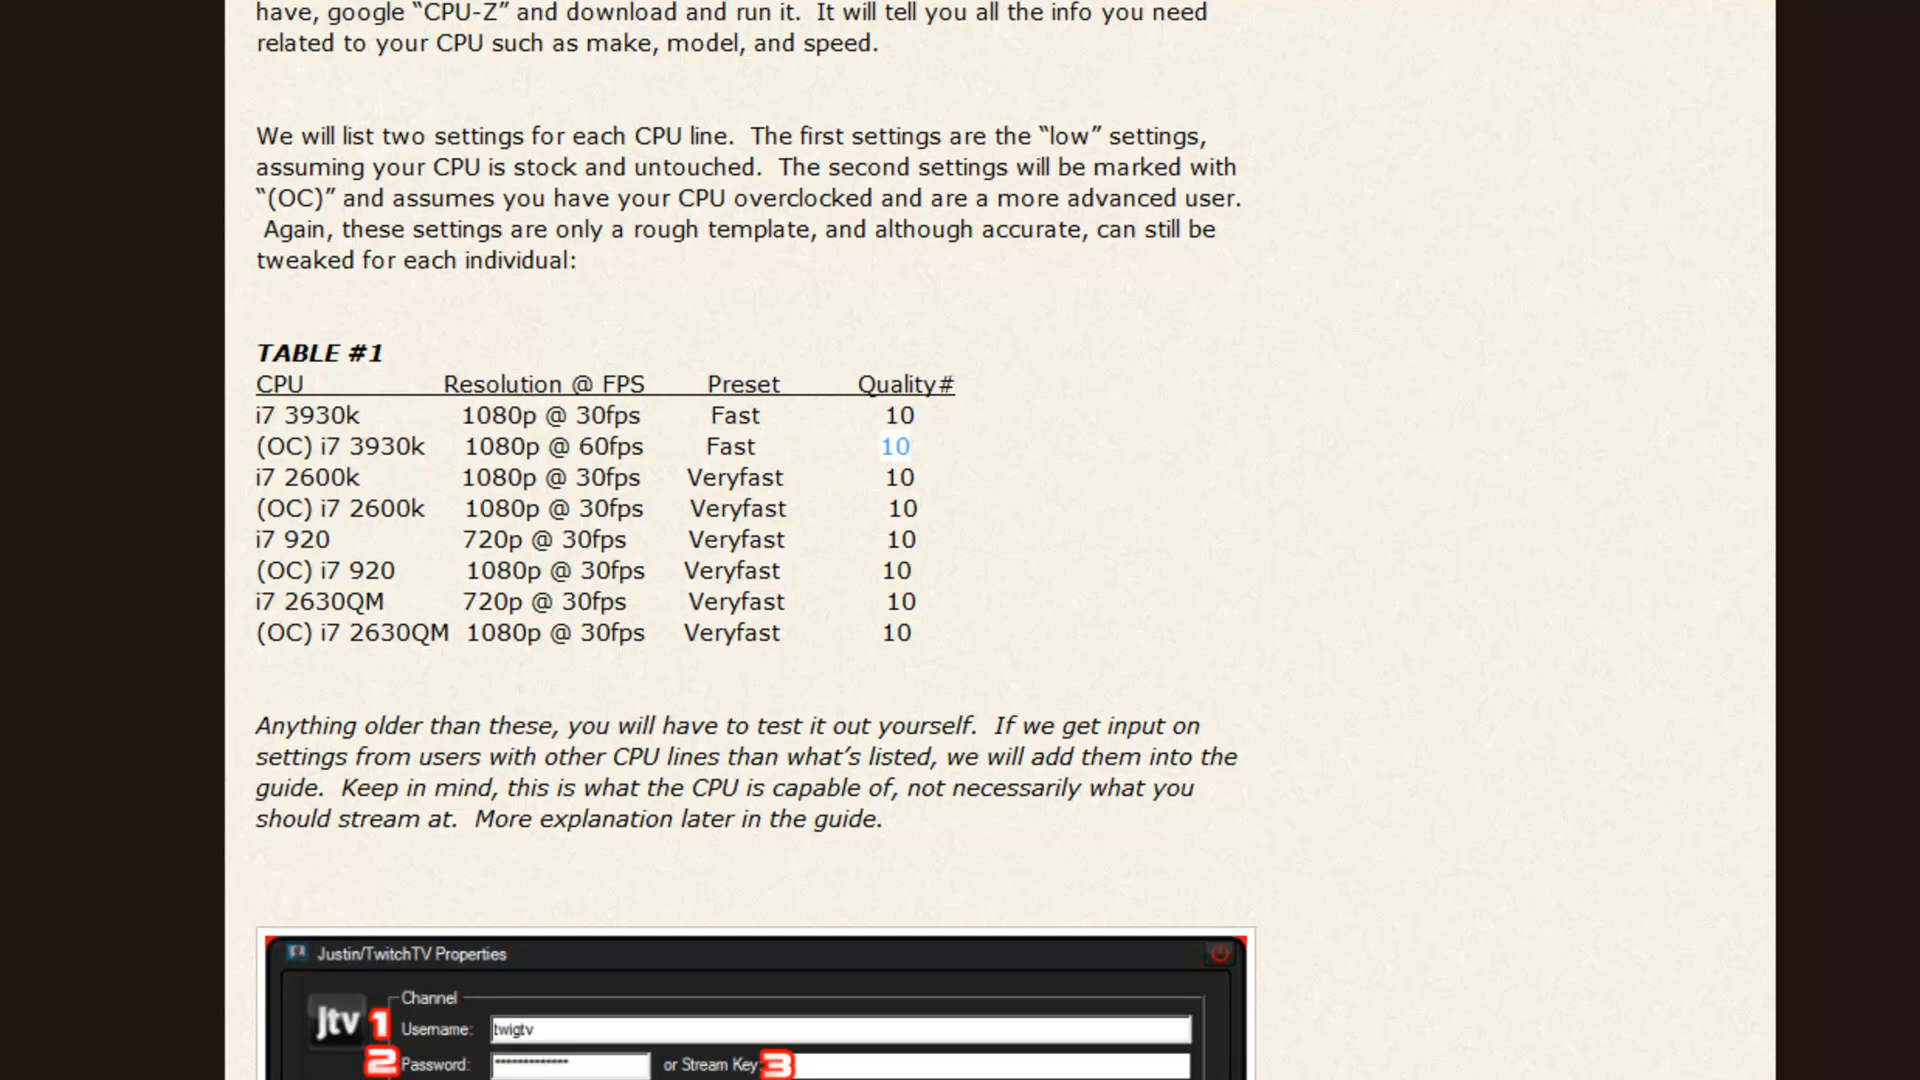 have, google “CPU-Z” and download and run it.  It will tell you all the info you need
related to your CPU such as make, model, and speed.
We will list two settings for each CPU line.  The first settings are the “low” settings,
assuming your CPU is stock and untouched.  The second settings will be marked with
“(OC)” and assumes you have your CPU overclocked and are a more advanced user.
Again, these settings are only a rough template, and although accurate, can still be
tweaked for each individual:
TABLE #1
CPU Resolution @ FPS Preset Quality#
i7 3930k 1080p @ 30fps Fast 10
(OC) i7 3930k 1080p @ 60fps Fast 10
i7 2600k 1080p @ 30fps Veryfast 10
(OC) i7 2600k 1080p @ 30fps Veryfast 10
i7 920 720p @ 30fps Veryfast 10
(OC) i7 920 1080p @ 30fps Veryfast 10
i7 2630QM 720p @ 30fps Veryfast 10
(OC) i7 2630QM 1080p @ 30fps Veryfast 10
Anything older than these, you will have to test it out yourself.  If we get input on
settings from users with other CPU lines than what’s listed, we will add them into the
guide.  Keep in mind, this is what the CPU is capable of, not necessarily what you
should stream at.  More explanation later in the guide.
Justin/TwitchTV Properties
Channel
Jtv 1 Username: twigtv
2 Password: ************* or Stream Key 3